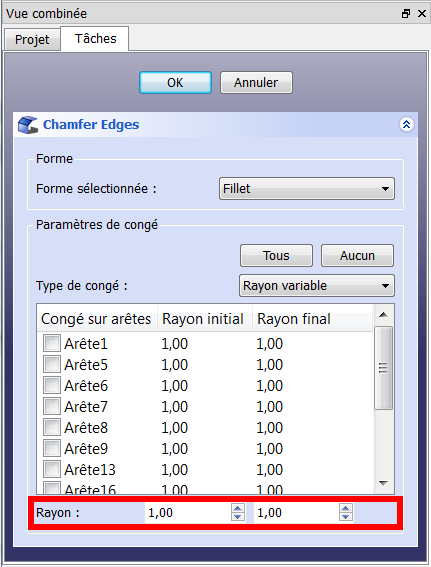 Vue combinée
Projet Tâches
OK Annuler
Chamfer Edges
Forme
Forme sélectionnée : Fillet
Paramètres de congé
Tous Aucun
Type de congé : Rayon variable
Congé sur arêtes Rayon initial Rayon final
Arête1 1,00 1,00
Arête5 1,00 1,00
Arête6 1,00 1,00
Arête7 1,00 1,00
Arête8 1,00 1,00
Arête9 1,00 1,00
Arête13 1,00 1,00
Arête16 1,00 1,00
Rayon : 1,00 1,00